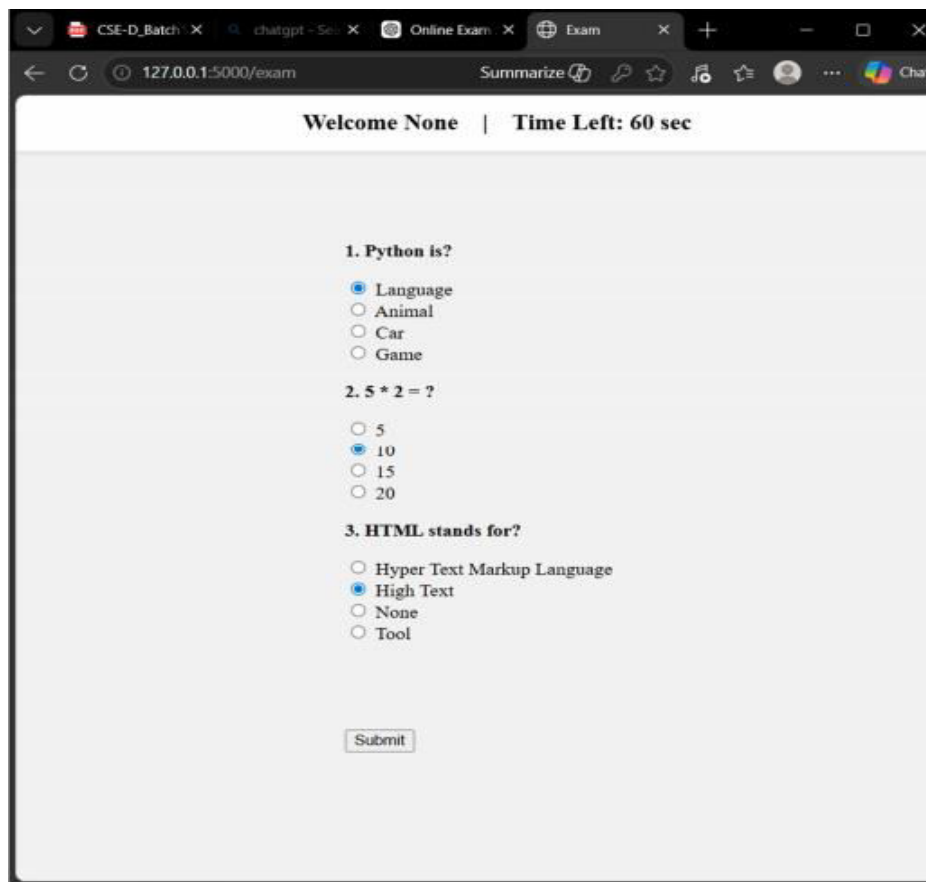 CSE-D_Batch
chatgpt - Sea
Online Exam
Exam
127.0.0.1:5000/exam
Summarize
Chat
Welcome None | Time Left: 60 sec
1. Python is?
Language
Animal
Car
Game
2. 5 * 2 = ?
5
10
15
20
3. HTML stands for?
Hyper Text Markup Language
High Text
None
Tool
Submit